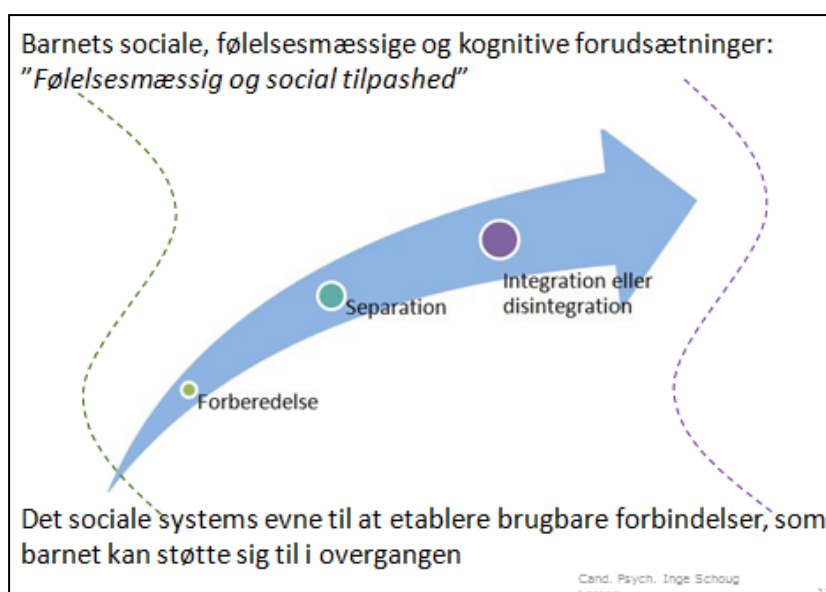 Barnets sociale, følelsesmæssige og kognitive forudsætninger:
"Følelsesmæssig og social tilpashed"
Integration eller
disintegration
Separation
Forberedelse
Det sociale systems evne til at etablere brugbare forbindelser, som
barnet kan støtte sig til i overgangen
Cand. Psych. Inge Schoug